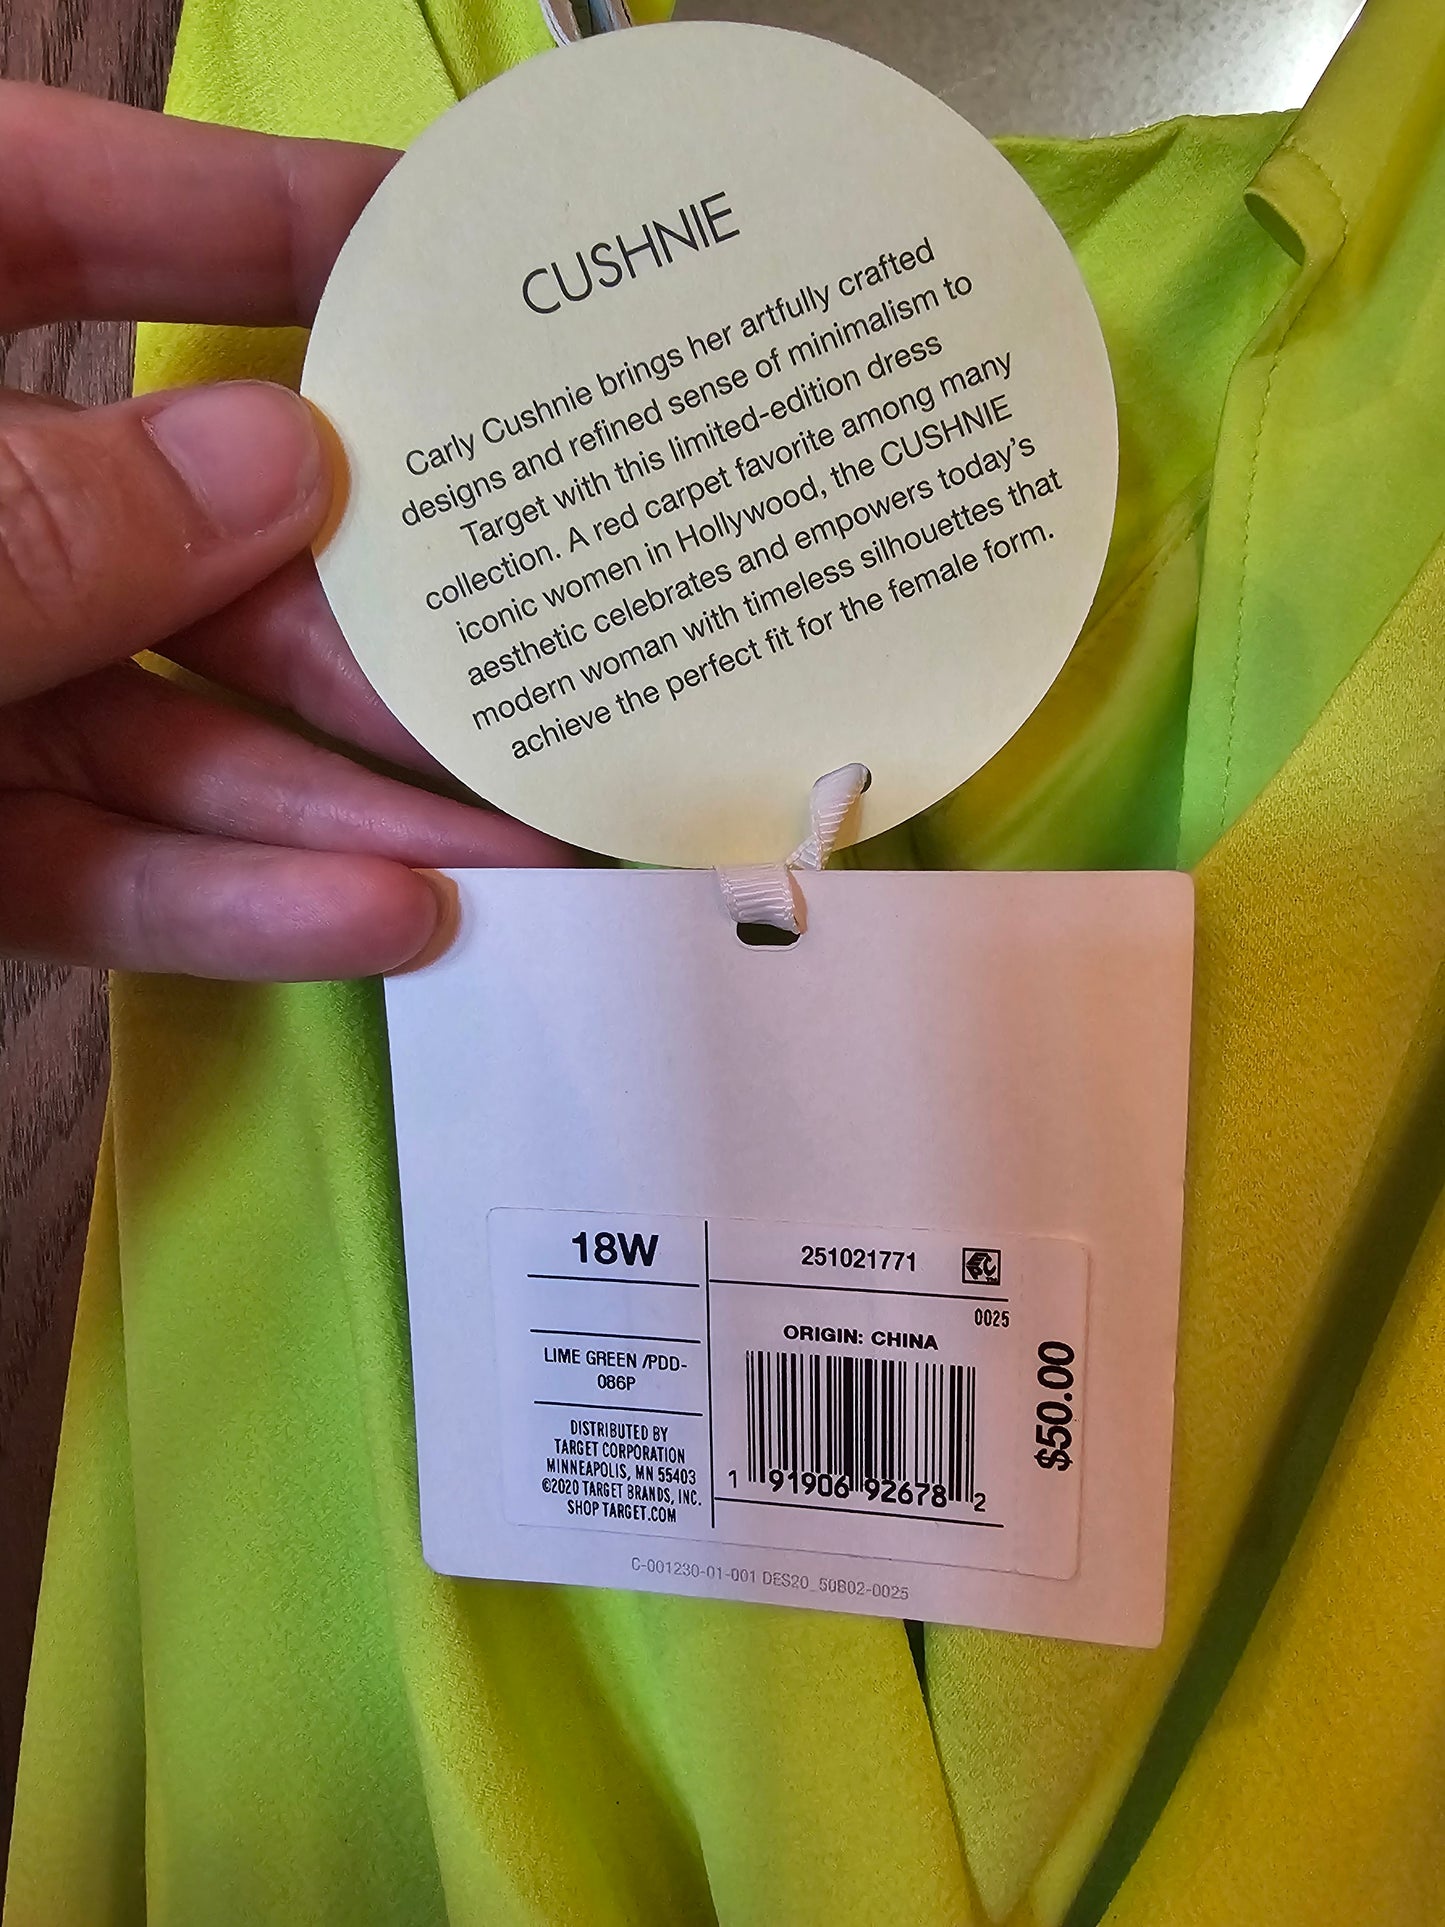 CUSHNIE
Carly Cushnie brings her artfully crafted
designs and refined sense of minimalism to
Target with this limited-edition dress
collection. A red carpet favorite among many
iconic women in Hollywood, the CUSHNIE
aesthetic celebrates and empowers today's
modern woman with timeless silhouettes that
achieve the perfect fit for the female form.
18W
LIME GREEN /PDD-
086P
DISTRIBUTED BY
TARGET CORPORATION
MINNEAPOLIS, MN 55403
©2020 TARGET BRANDS, INC.
SHOP TARGET.COM
251021771
0025
ORIGIN: CHINA
1 91906 92678 2
$50.00
C-001230-01-001 DES20_50B02-0025